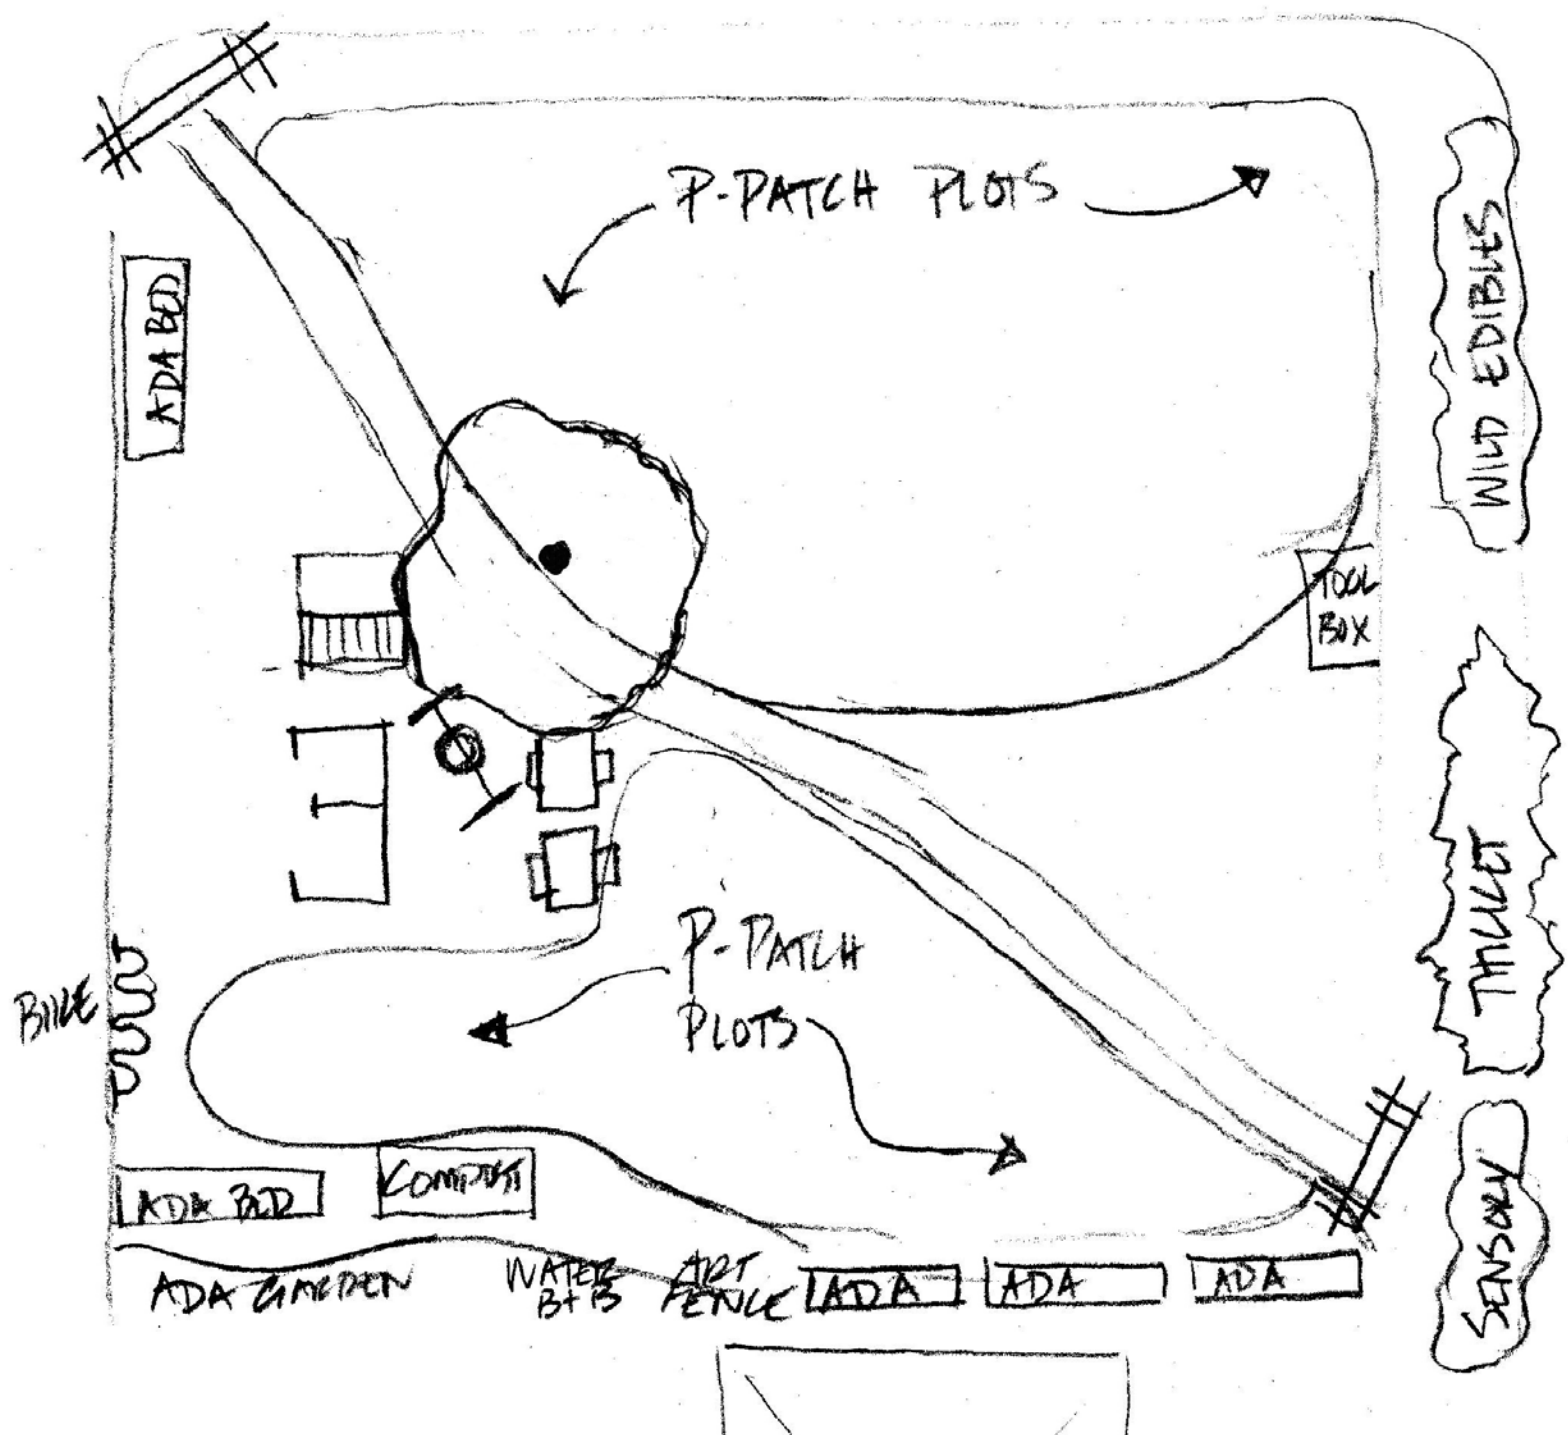 P-PATCH PLOTS
ADA BED
WILD EDIBLES
TOOL
BOX
THICKET
P-PATCH
PLOTS
BIKE
ADA BED
COMPOST
SENSORY
ADA GARDEN
WATER
B+B
ART
FENCE
ADA
ADA
ADA